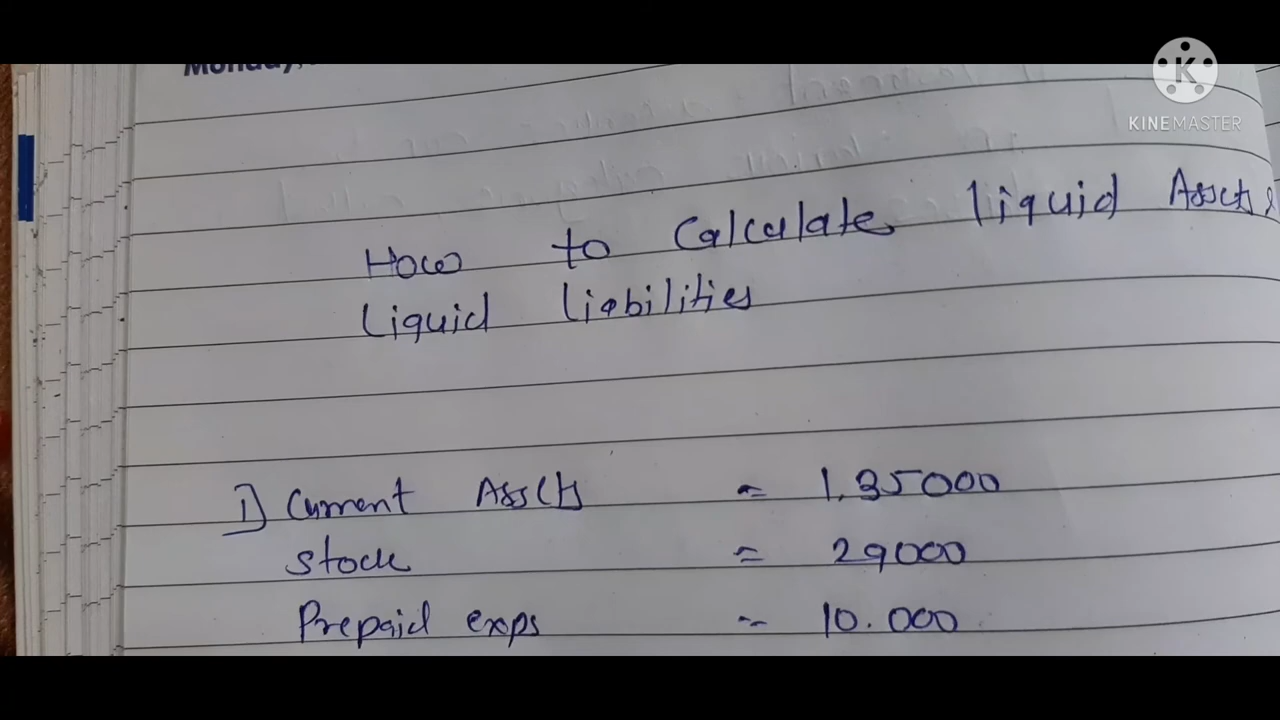 Monday,
K
KINEMASTER
How to Calculate liquid Assets &
Liquid liabilities
1) Current Assets = 1.35000
Stock = 29000
Prepaid exps = 10.000